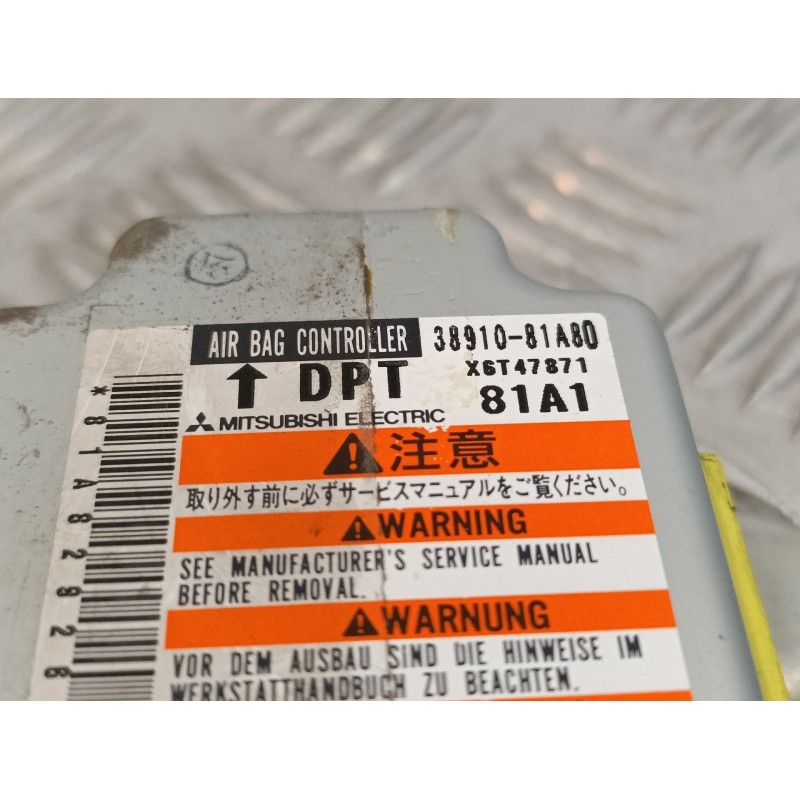 AIR BAG CONTROLLER 38910-81A80
DPT X6T47871
MITSUBISHI ELECTRIC 81A1
注意
取り外す前に必ずサービスマニュアルをご覧ください。
WARNING
SEE MANUFACTURER'S SERVICE MANUAL
BEFORE REMOVAL.
WARNUNG
VOR DEM AUSBAU SIND DIE HINWEISE IM
WERKSTATTHANDBUCH ZU BEACHTEN.
*81A82926